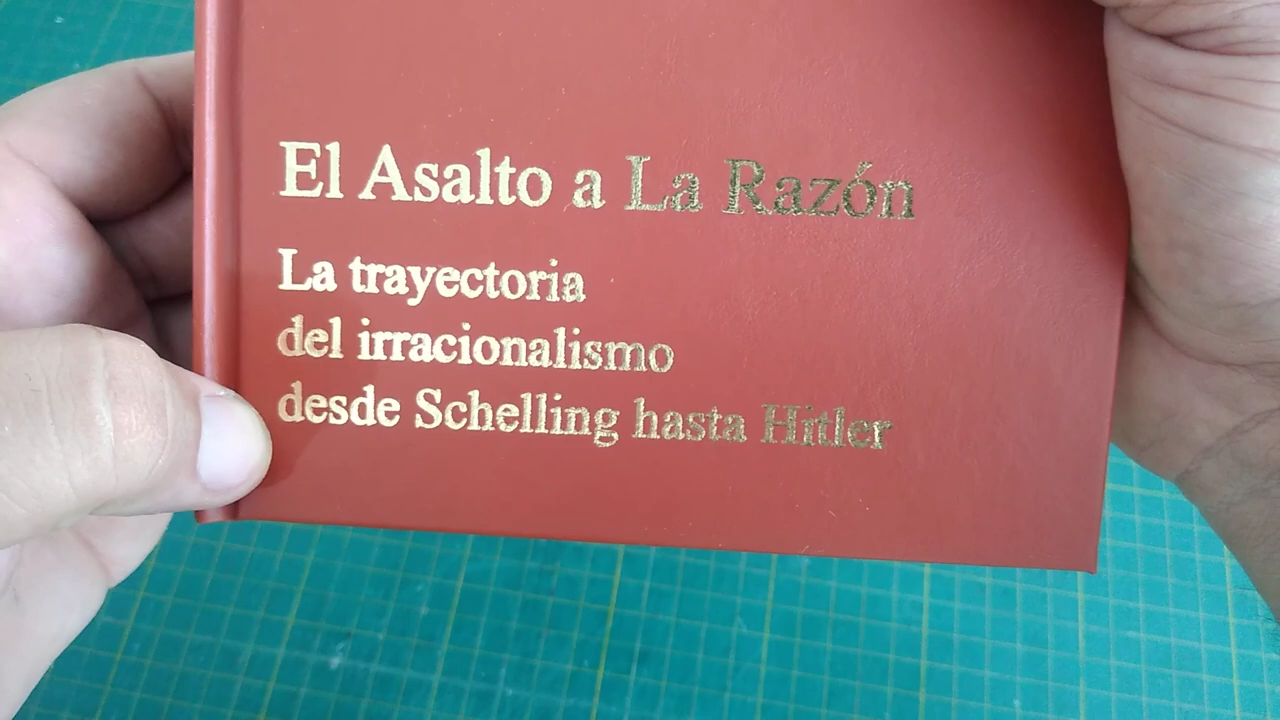 El Asalto a La Razón
La trayectoria
del irracionalismo
desde Schelling hasta Hitler